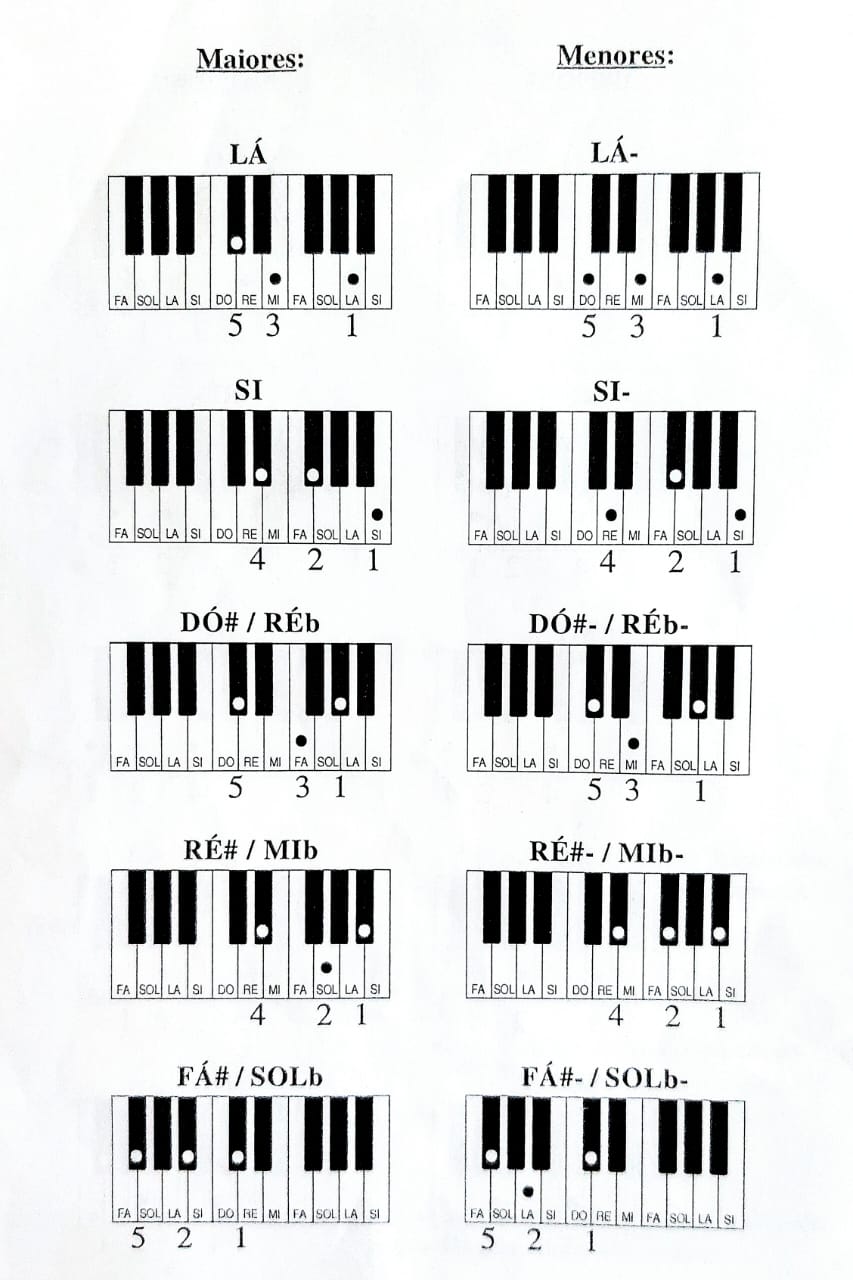 Maiores:
Menores:
LÁ
LÁ-
FA SOL LA SI DO RE MI FA SOL LA SI
FA SOL LA SI DO RE MI FA SOL LA SI
5 3 1
5 3 1
SI
SI-
FA SOL LA SI DO RE MI FA SOL LA SI
FA SOL LA SI DO RE MI FA SOL LA SI
4 2 1
4 2 1
DÓ# / RÉb
DÓ#- / RÉb-
FA SOL LA SI DO RE MI FA SOL LA SI
FA SOL LA SI DO RE MI FA SOL LA SI
5 3 1
5 3 1
RÉ# / MIb
RÉ#- / MIb-
FA SOL LA SI DO RE MI FA SOL LA SI
FA SOL LA SI DO RE MI FA SOL LA SI
4 2 1
4 2 1
FÁ# / SOLb
FÁ#- / SOLb-
FA SOL LA SI DO RE MI FA SOL LA SI
FA SOL LA SI DO RE MI FA SOL LA SI
5 2 1
5 2 1